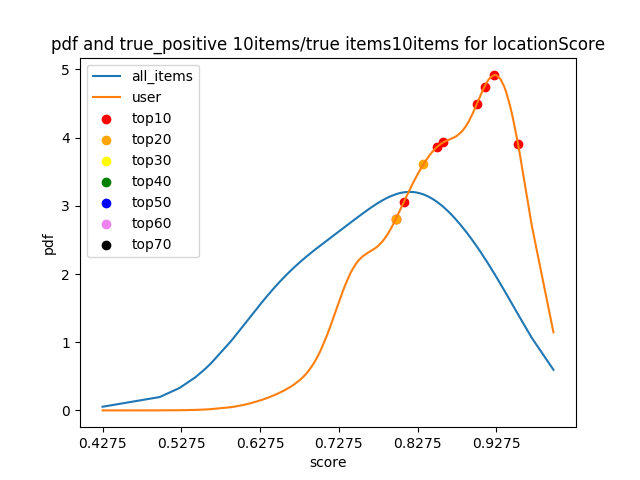 pdf and true_positive 10items/true items10items for locationScore
5
4
3
2
1
0
pdf
all_items
user
top10
top20
top30
top40
top50
top60
top70
0.4275 0.5275 0.6275 0.7275 0.8275 0.9275
score